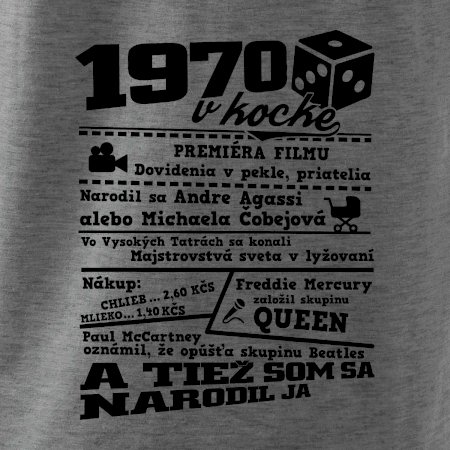 1970
v kocke
PREMIÉRA FILMU
Dovidenia v pekle, priatelia
Narodil sa Andre Agassi
alebo Michaela Čobejová
Vo Vysokých Tatrách sa konali
Majstrovstvá sveta v lyžovaní
Nákup:
CHLIEB ... 2,60 KČS
MLIEKO... 1,40 KČS
Freddie Mercury
založil skupinu
QUEEN
Paul McCartney
oznámil, že opúšťa skupinu Beatles
A TIEŽ SOM SA
NARODIL JA